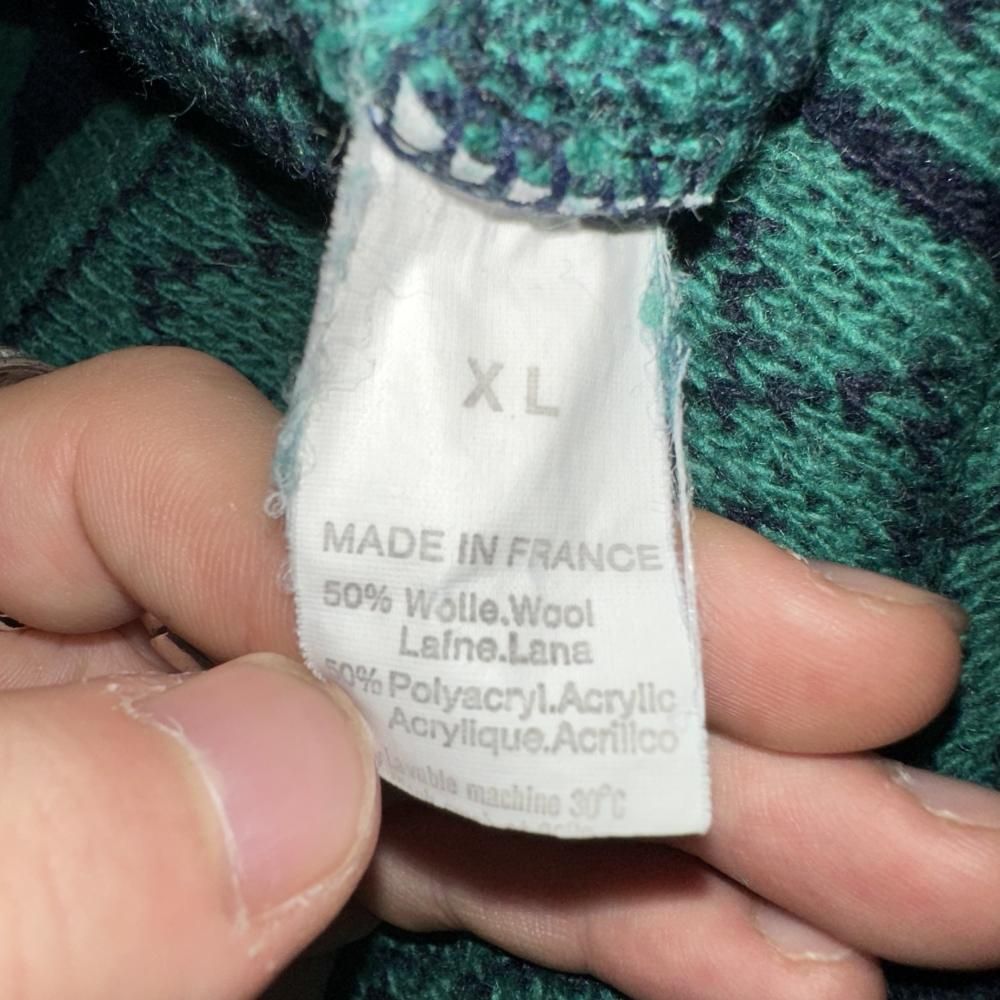 XL
MADE IN FRANCE
50% Wolle.Wool
Laine.Lana
50% Polyacryl.Acrylic
Acrylique.Acrilico
Lavable machine 30°C